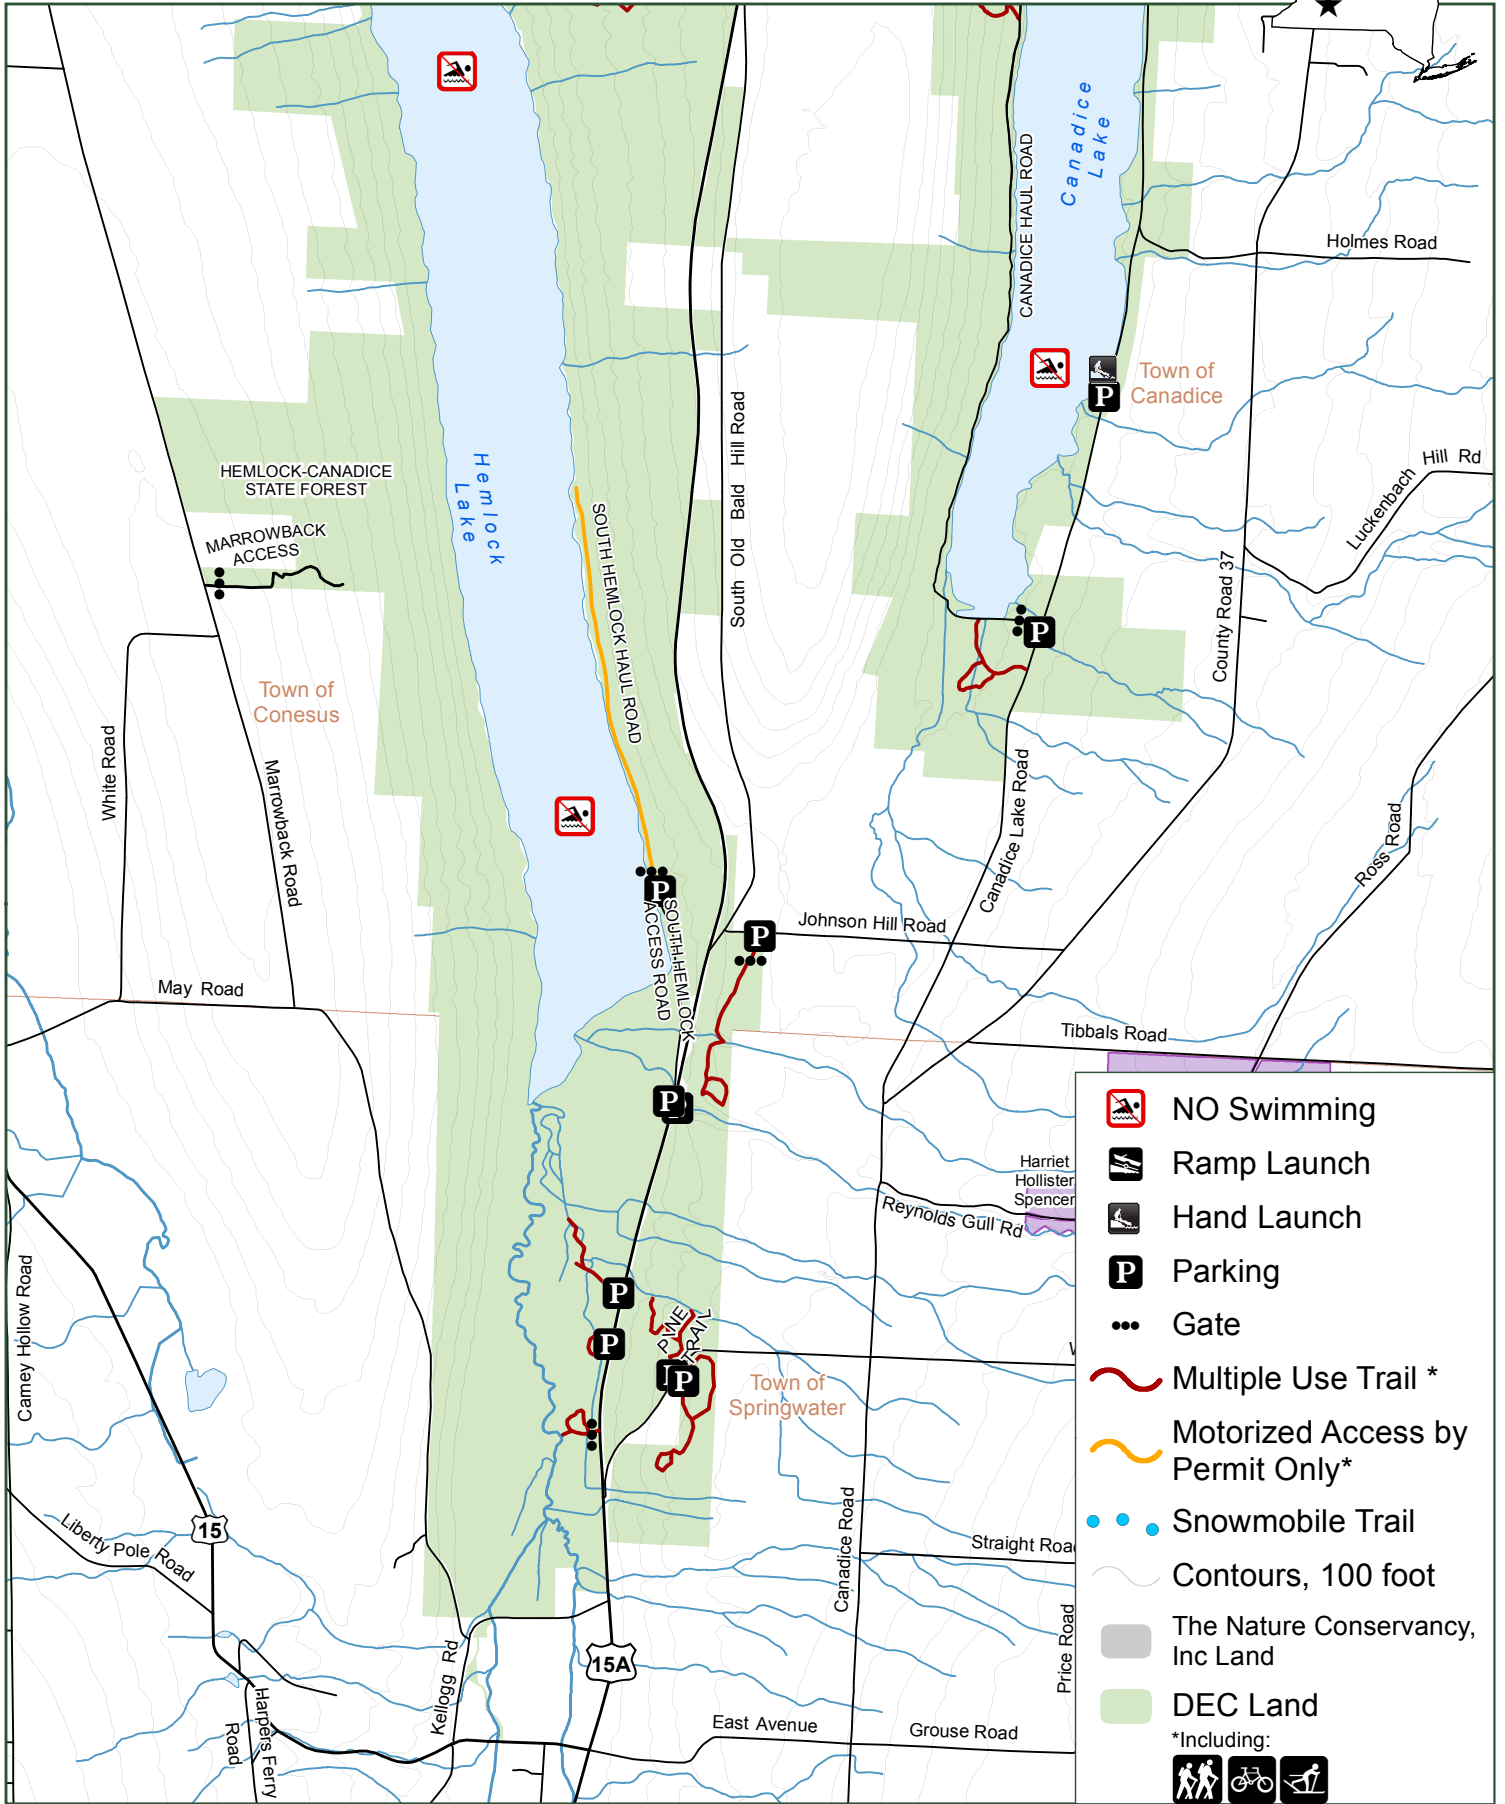 Canadice
Lake
CANADICE HAUL ROAD
Holmes Road
Town of
Canadice
South Old Bald Hill Road
Hill Rd
Luckenbach
HEMLOCK-CANADICE
STATE FOREST
Hemlock
Lake
MARROWBACK
ACCESS
SOUTH HEMLOCK HAUL ROAD
County Road 37
Town of
Conesus
White Road
Marrowback Road
Canadice Lake Road
Ross Road
P
P
P
P
SOUTH HEMLOCK
ACCESS ROAD
Johnson Hill Road
May Road
Tibbals Road
P
Harriet
Hollister
Spencer
Reynolds Gull Rd
Carney Hollow Road
P
P
PINE
TRAIL
P
Town of
Springwater
15
Liberty Pole Road
Canadice Road
Straight Road
Price Road
Kellogg Rd
15A
Harpers Ferry
Road
East Avenue
Grouse Road
NO Swimming
Ramp Launch
Hand Launch
P Parking
Gate
Multiple Use Trail *
Motorized Access by
Permit Only*
Snowmobile Trail
Contours, 100 foot
The Nature Conservancy,
Inc Land
DEC Land
*Including: